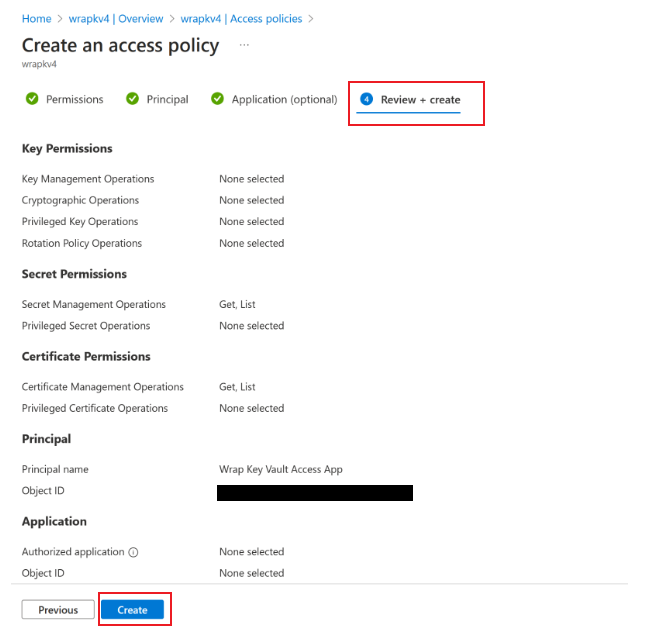 Home > wrapkv4 | Overview > wrapkv4 | Access policies >
Create an access policy ...
wrapkv4
Permissions Principal Application (optional) 4 Review + create
Key Permissions
Key Management Operations None selected
Cryptographic Operations None selected
Privileged Key Operations None selected
Rotation Policy Operations None selected
Secret Permissions
Secret Management Operations Get, List
Privileged Secret Operations None selected
Certificate Permissions
Certificate Management Operations Get, List
Privileged Certificate Operations None selected
Principal
Principal name Wrap Key Vault Access App
Object ID
Application
Authorized application None selected
Object ID None selected
Previous Create